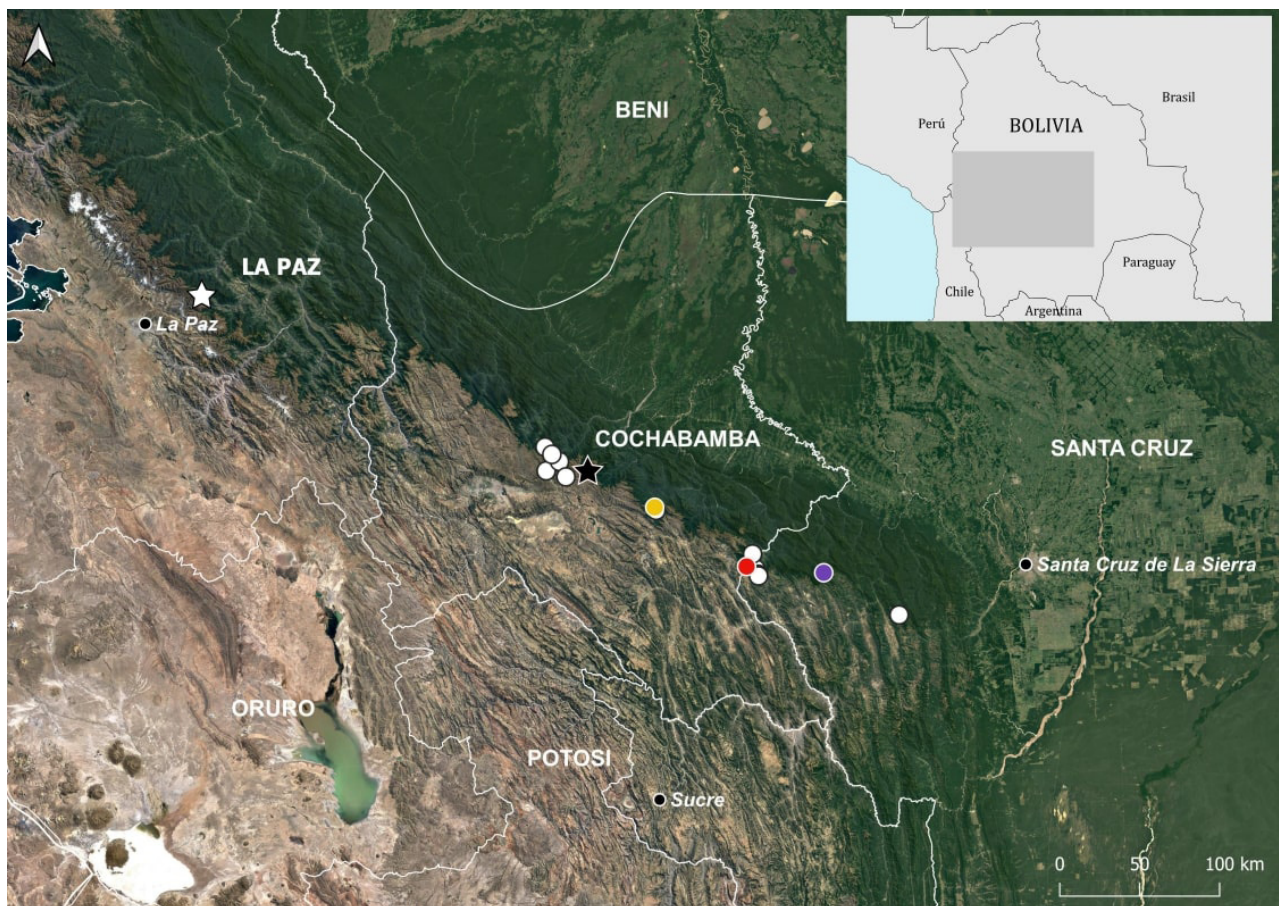 BENI
LA PAZ
La Paz
COCHABAMBA
SANTA CRUZ
Santa Cruz de La Sierra
ORURO
POTOSI
Sucre
0 50 100 km
Brasil
Perú
BOLIVIA
Paraguay
Chile
Argentina